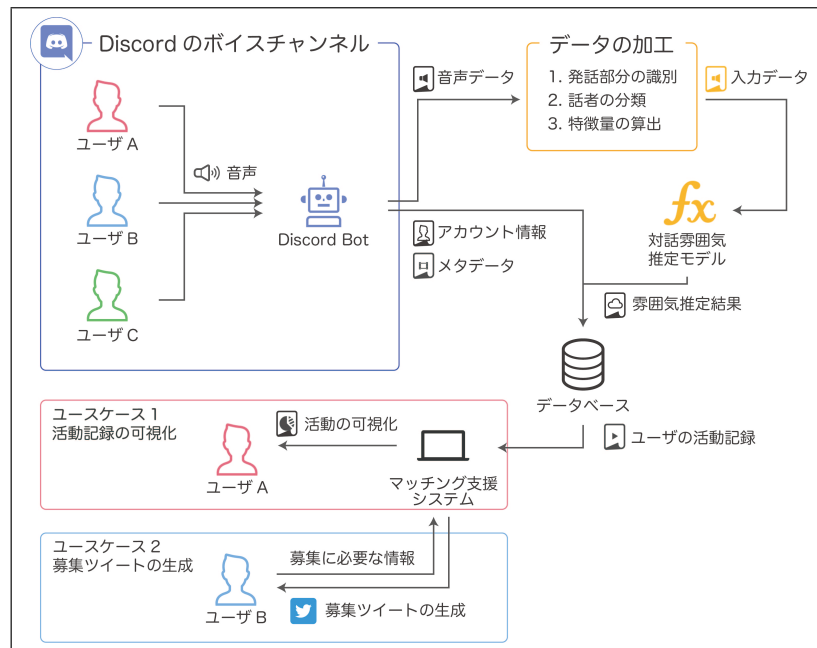 Discord のボイスチャンネル
ユーザ A
ユーザ B
ユーザ C
音声
Discord Bot
音声データ
アカウント情報
メタデータ
データの加工
1. 発話部分の識別
2. 話者の分類
3. 特徴量の算出
入力データ
fx
対話雰囲気
推定モデル
雰囲気推定結果
データベース
ユーザの活動記録
ユースケース 1
活動記録の可視化
活動の可視化
ユーザ A
マッチング支援
システム
ユースケース 2
募集ツイートの生成
募集に必要な情報
ユーザ B
募集ツイートの生成